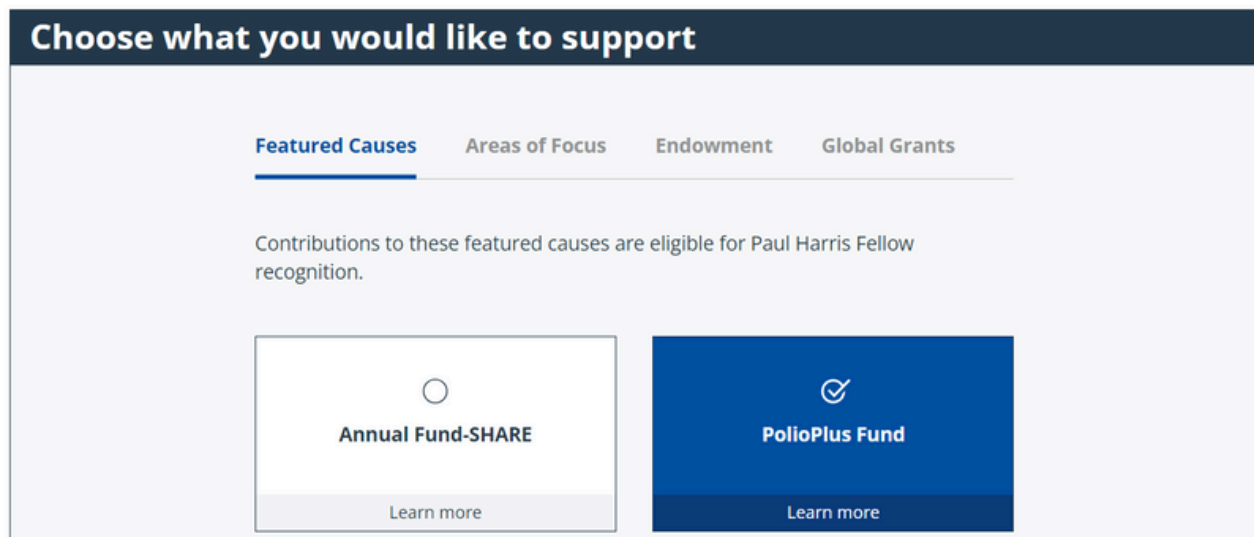 Choose what you would like to support
Featured Causes Areas of Focus Endowment Global Grants
Contributions to these featured causes are eligible for Paul Harris Fellow
recognition.
Annual Fund-SHARE PolioPlus Fund
Learn more Learn more